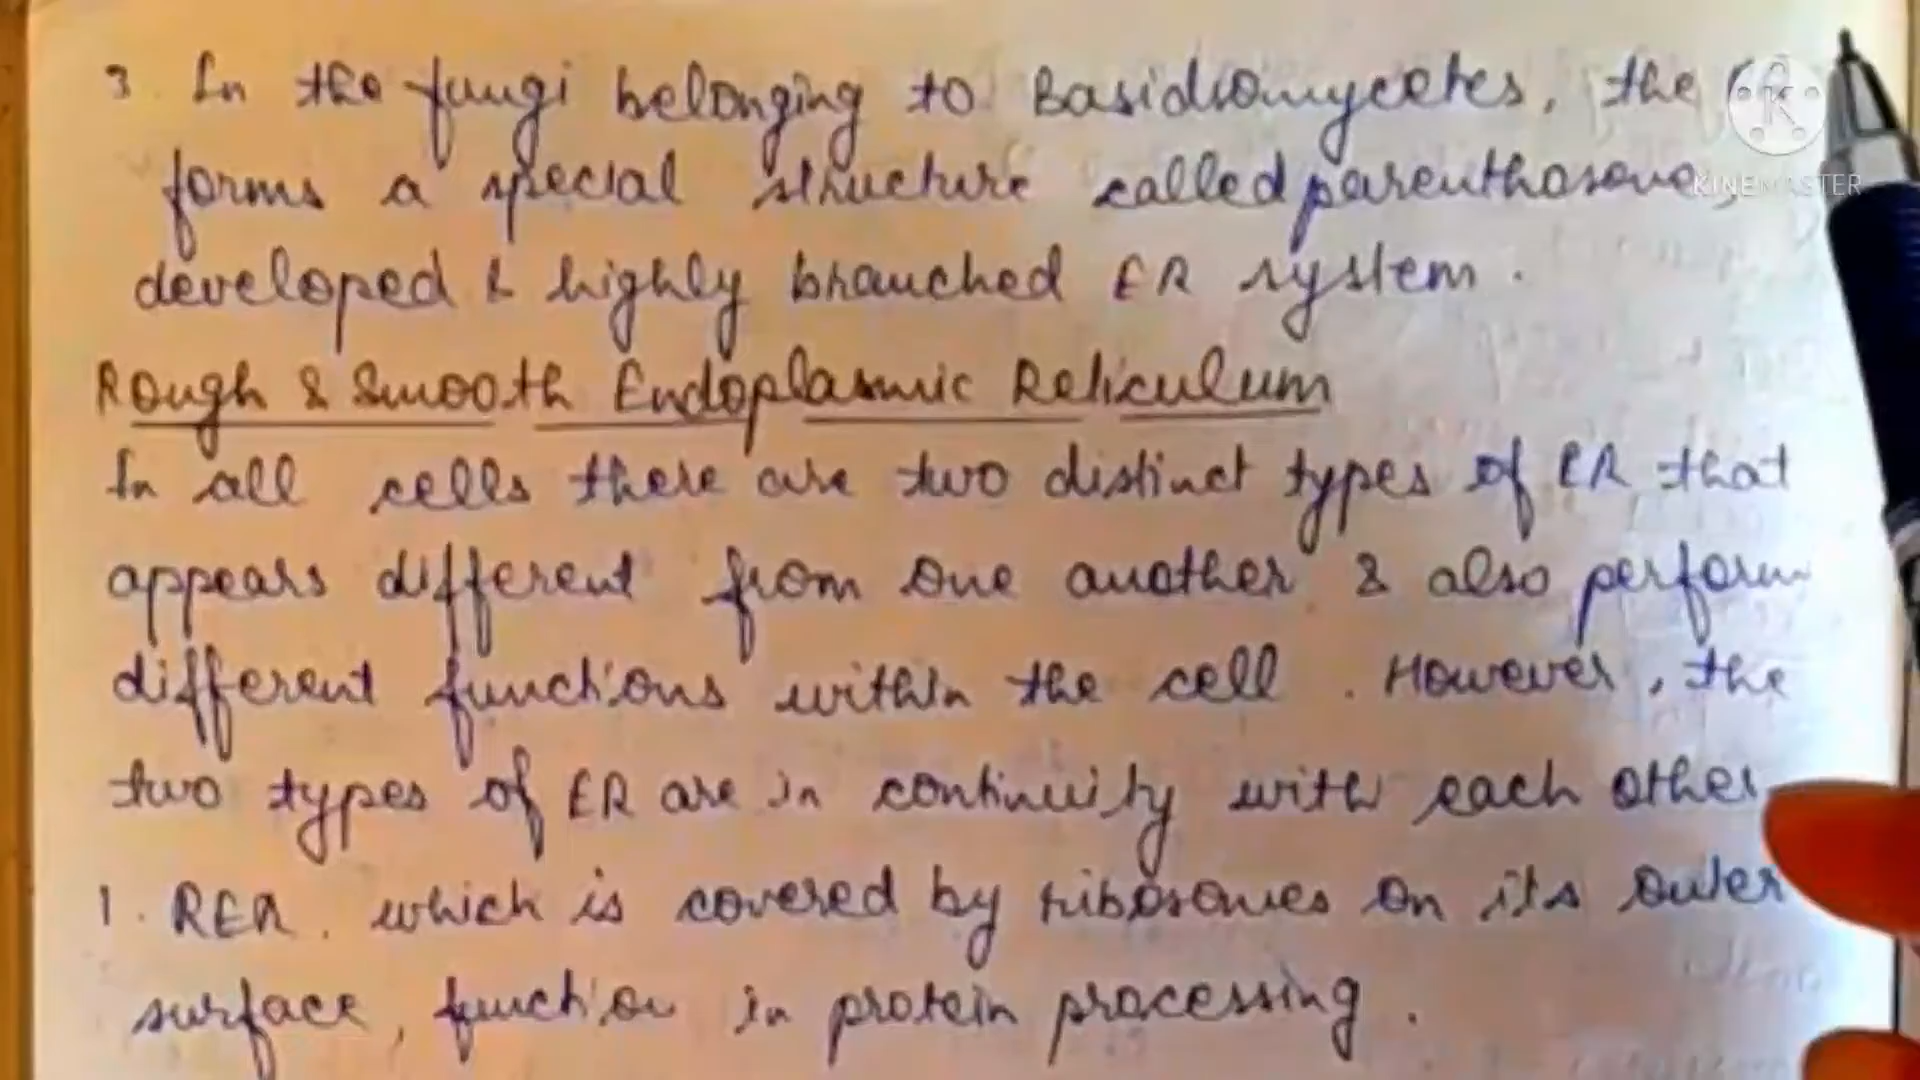 3. In the fungi belonging to Basidiomycetes, the ER
forms a special structure called parenthosome,
developed & highly branched ER system.
Rough & Smooth Endoplasmic Reticulum
In all cells there are two distinct types of ER that
appears different from one another & also perform
different functions within the cell. However, the
two types of ER are in continuity with each other
1. RER, which is covered by ribosomes on its outer
surface, function in protein processing.
K
KINEMASTER